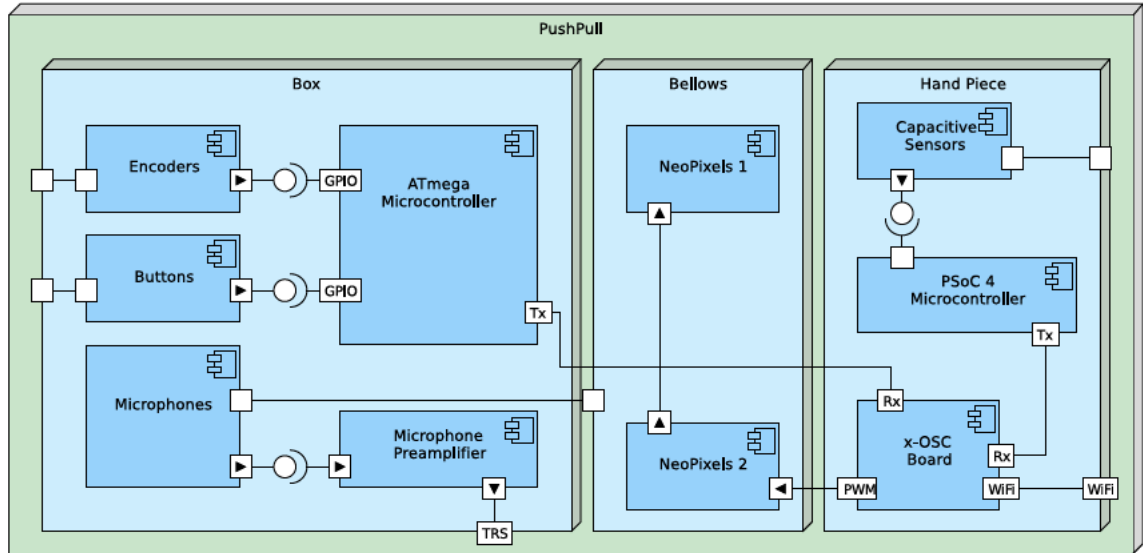 PushPull
Box
Encoders
GPIO
ATmega
Microcontroller
Buttons
GPIO
Tx
Microphones
Microphone
Preamplifier
TRS
Bellows
NeoPixels 1
NeoPixels 2
Hand Piece
Capacitive
Sensors
PSoC 4
Microcontroller
Tx
Rx
x-OSC
Board
Rx
PWM
WiFi
WiFi